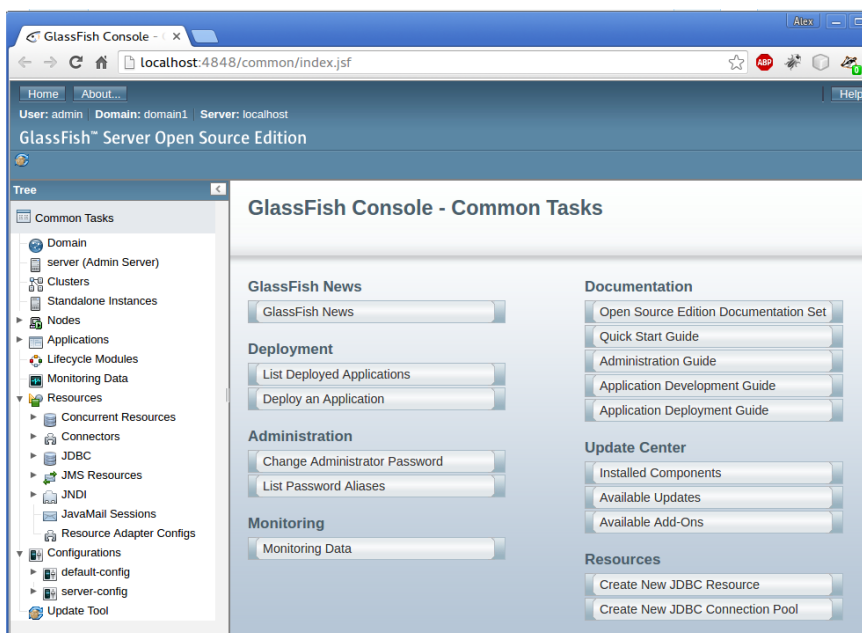 Alex
GlassFish Console -
localhost:4848/common/index.jsf
ABP
0
Home About... Help
User: admin Domain: domain1 Server: localhost
GlassFish™ Server Open Source Edition
Tree
Common Tasks
Domain
server (Admin Server)
Clusters
Standalone Instances
Nodes
Applications
Lifecycle Modules
Monitoring Data
Resources
Concurrent Resources
Connectors
JDBC
JMS Resources
JNDI
JavaMail Sessions
Resource Adapter Configs
Configurations
default-config
server-config
Update Tool
GlassFish Console - Common Tasks
GlassFish News
GlassFish News
Deployment
List Deployed Applications
Deploy an Application
Administration
Change Administrator Password
List Password Aliases
Monitoring
Monitoring Data
Documentation
Open Source Edition Documentation Set
Quick Start Guide
Administration Guide
Application Development Guide
Application Deployment Guide
Update Center
Installed Components
Available Updates
Available Add-Ons
Resources
Create New JDBC Resource
Create New JDBC Connection Pool